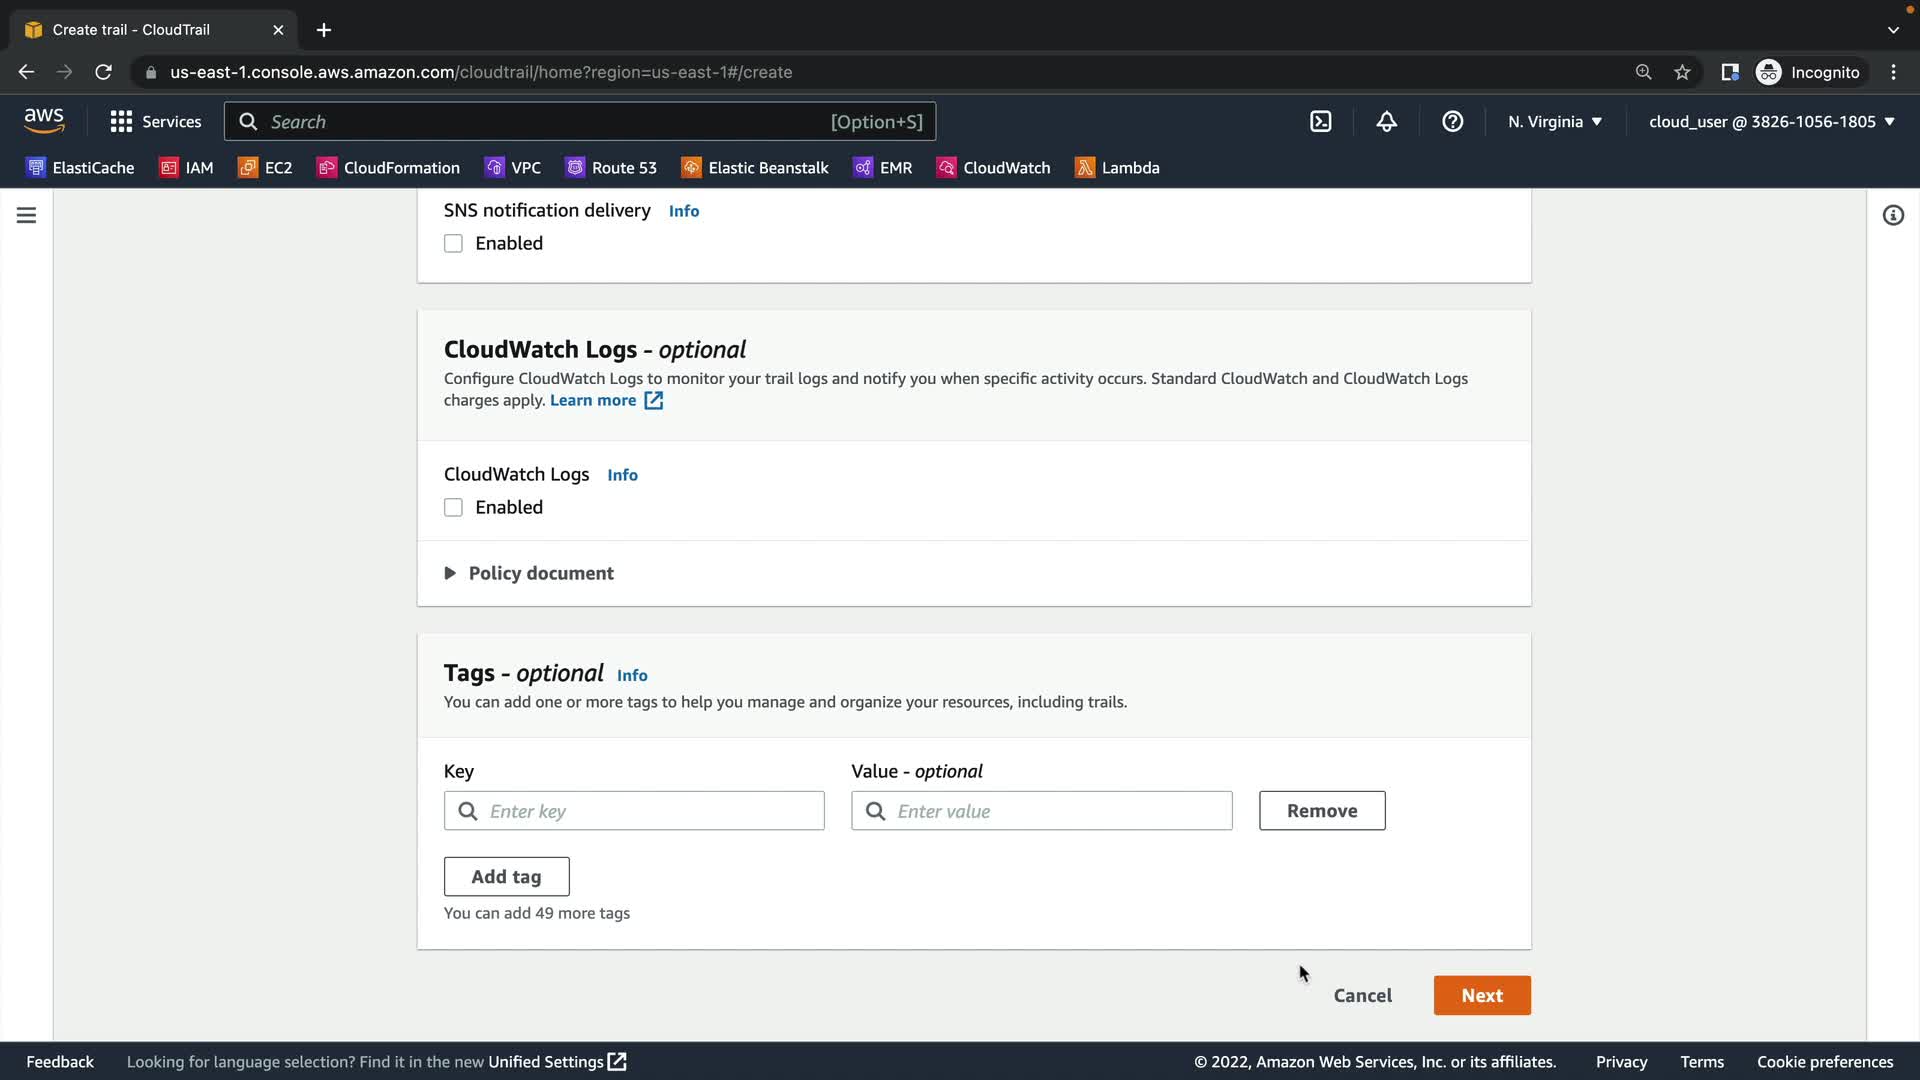 Create trail - CloudTrail
us-east-1.console.aws.amazon.com/cloudtrail/home?region=us-east-1#/create
Incognito
aws
Services
Search
[Option+S]
N. Virginia
cloud_user @ 3826-1056-1805
ElastiCache
IAM
EC2
CloudFormation
VPC
Route 53
Elastic Beanstalk
EMR
CloudWatch
Lambda
SNS notification delivery Info
Enabled
CloudWatch Logs - optional
Configure CloudWatch Logs to monitor your trail logs and notify you when specific activity occurs. Standard CloudWatch and CloudWatch Logs
charges apply. Learn more
CloudWatch Logs Info
Enabled
Policy document
Tags - optional Info
You can add one or more tags to help you manage and organize your resources, including trails.
Key
Value - optional
Enter key
Enter value
Remove
Add tag
You can add 49 more tags
Cancel
Next
Feedback
Looking for language selection? Find it in the new Unified Settings
© 2022, Amazon Web Services, Inc. or its affiliates.
Privacy
Terms
Cookie preferences